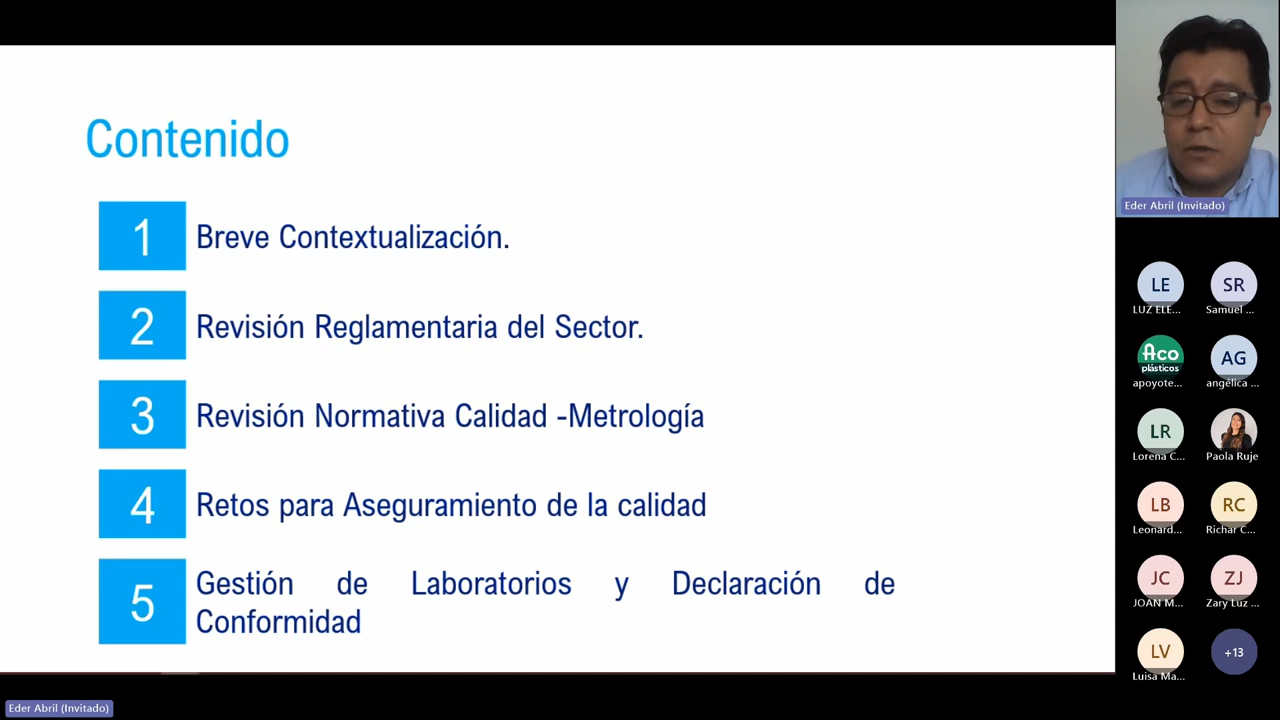 Contenido
1
Breve Contextualización.
2
Revisión Reglamentaria del Sector.
3
Revisión Normativa Calidad -Metrología
4
Retos para Aseguramiento de la calidad
5
Gestión de Laboratorios y Declaración de
Conformidad
Eder Abril (Invitado)
LE
SR
LUZ ELE...
Samuel ...
Aco
plásticos
AG
apoyote...
angélica ...
LR
Lorena C...
Paola Ruje
LB
RC
Leonard...
Richar C...
JC
ZJ
JOAN M...
Zary Luz ...
LV
+13
Luisa Ma...
Eder Abril (Invitado)